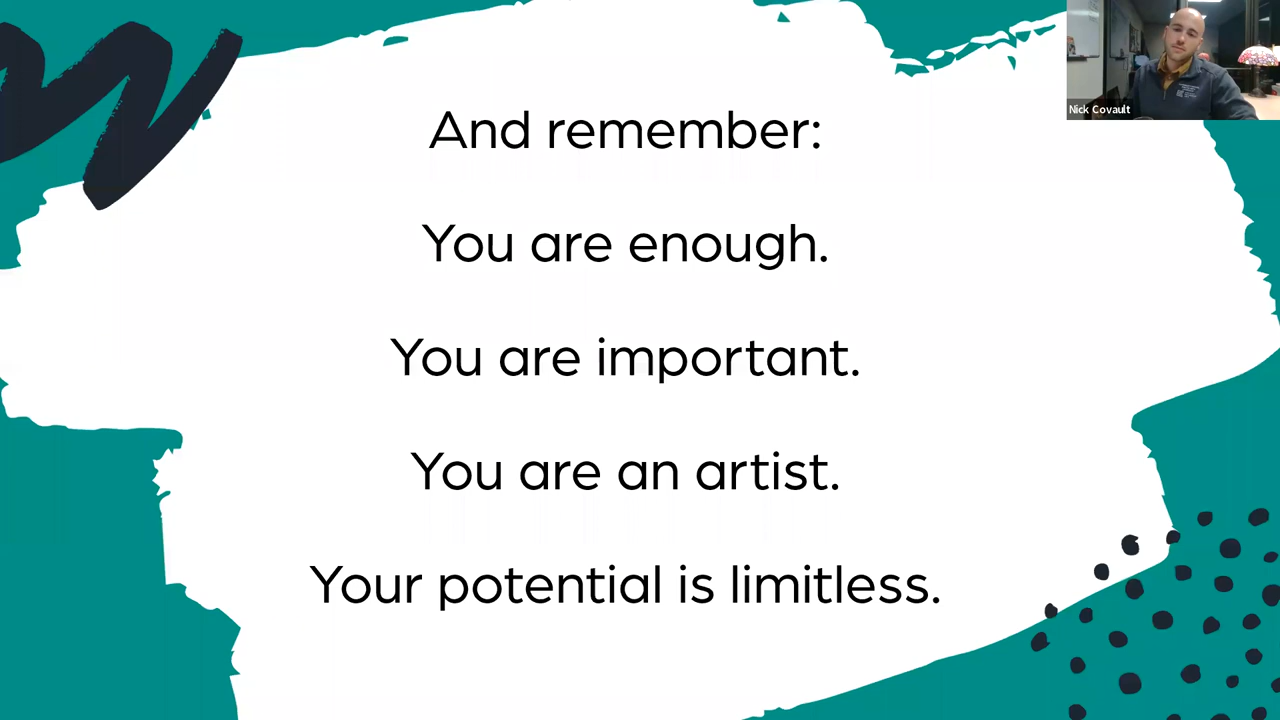 And remember:
You are enough.
You are important.
You are an artist.
Your potential is limitless.
Nick Covault